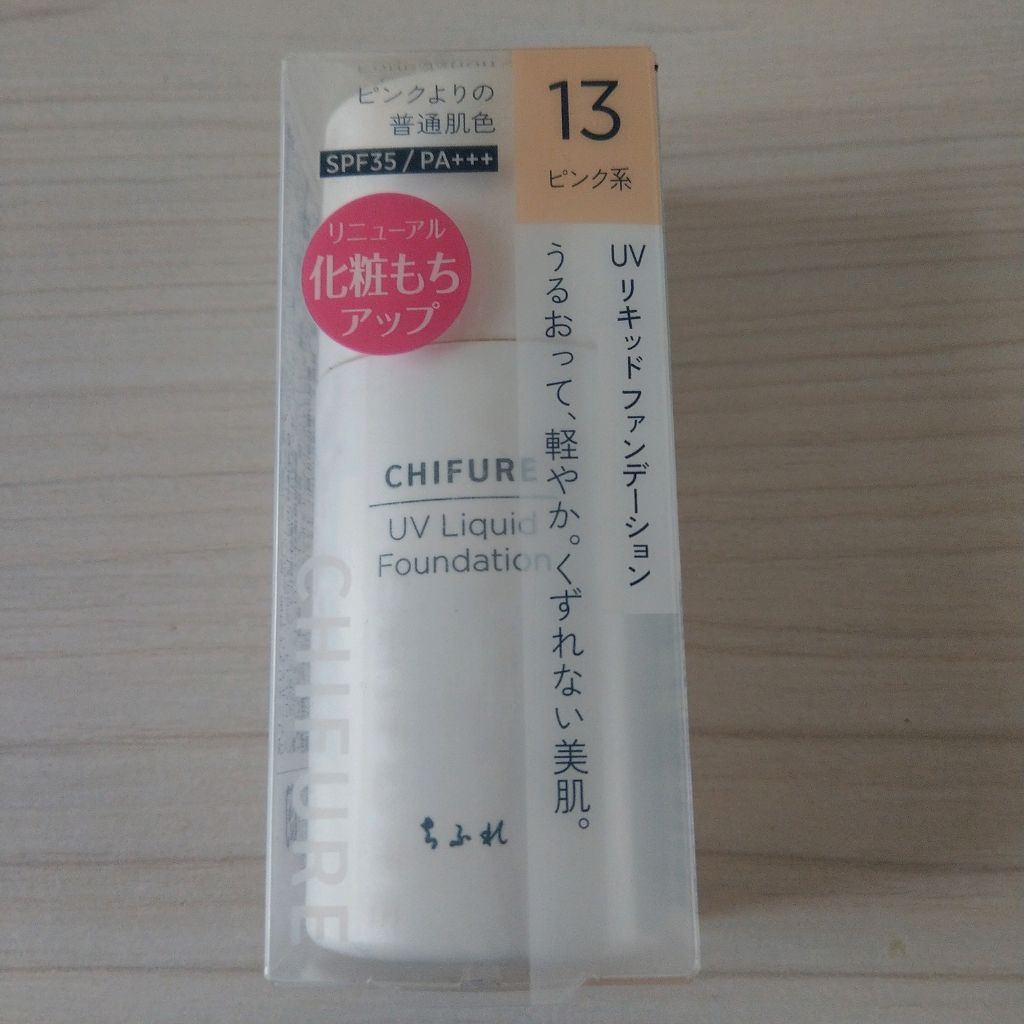 ピンクよりの
普通肌色
SPF35 / PA+++
13
ピンク系
リニューアル
化粧もち
アップ
UV リキッド ファンデーション
うるおって、軽やか。くずれない美肌。
CHIFURE
UV Liquid
Foundation
ちふれ
CHIFURE